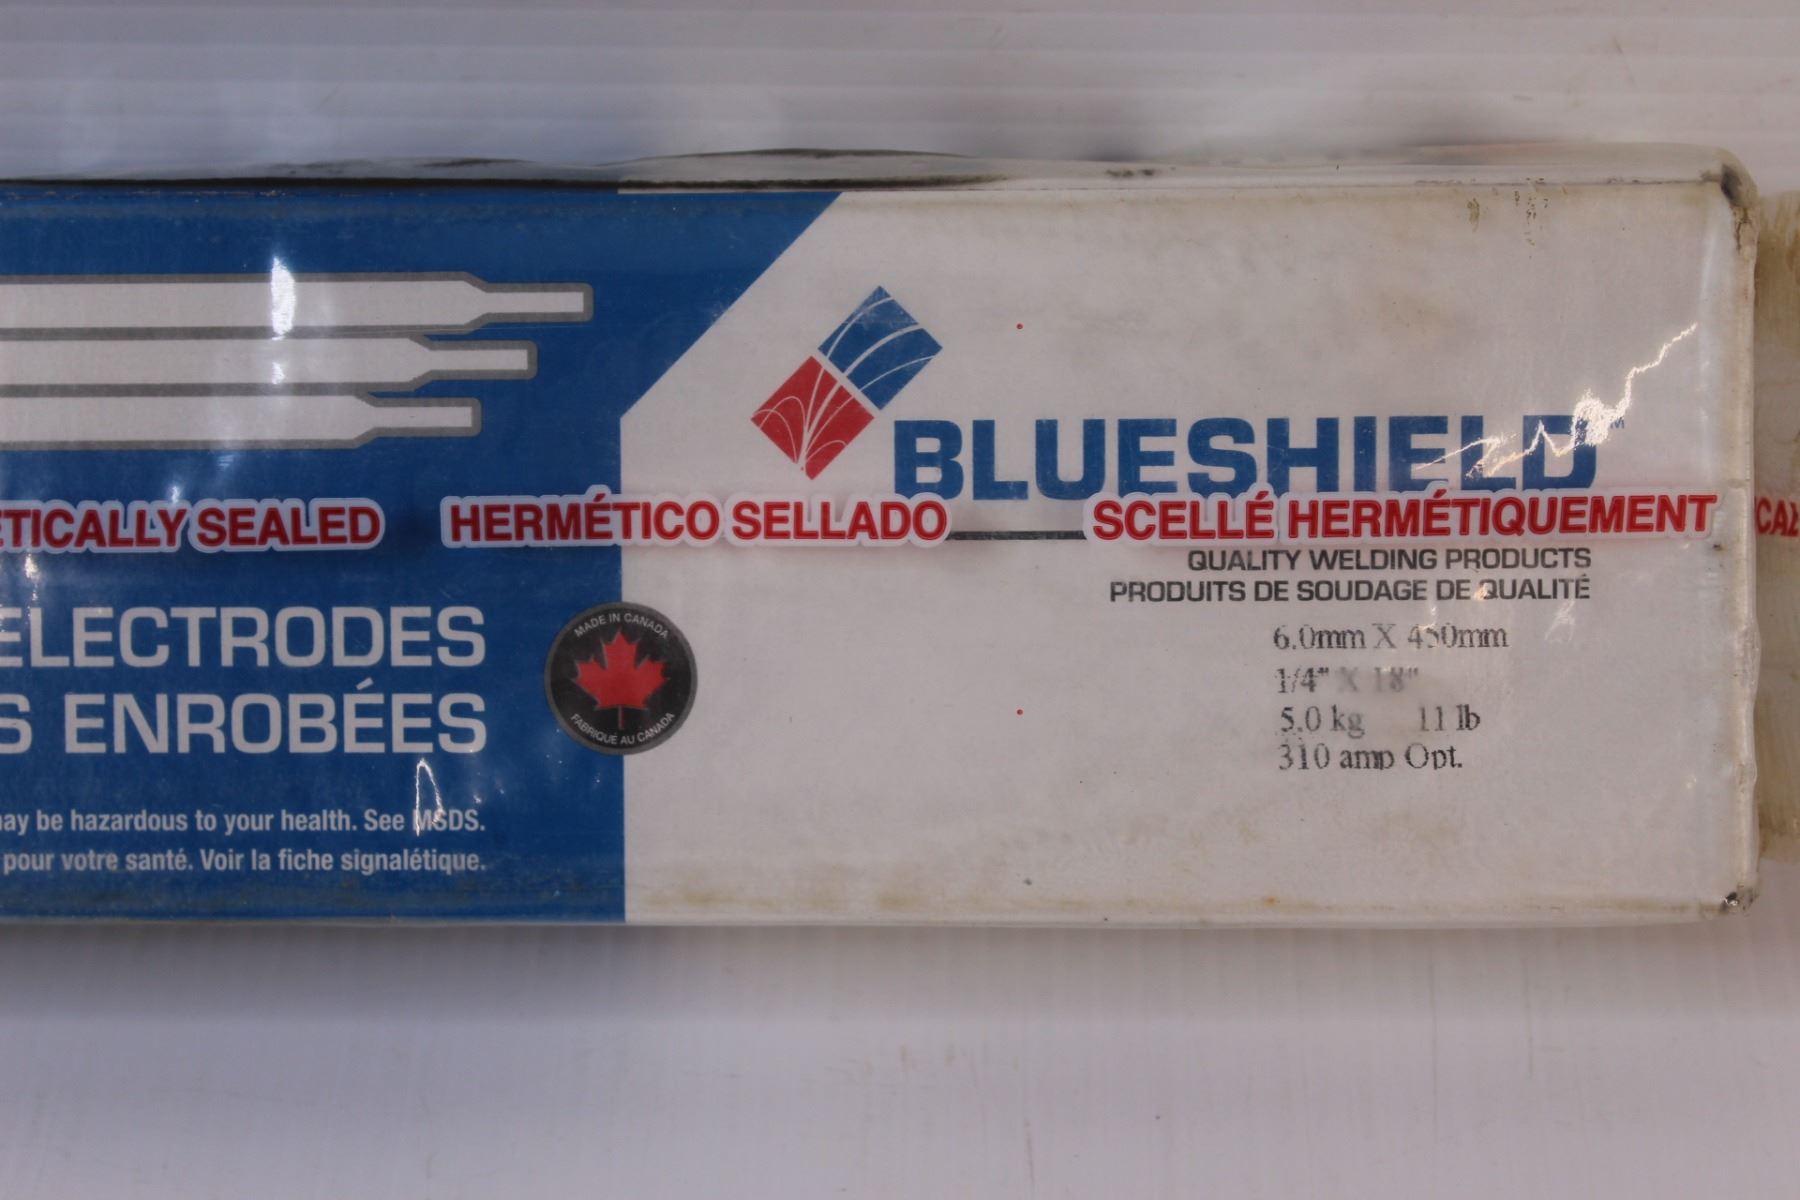 BLUESHIELD™
ETICALLY SEALED HERMÉTICO SELLADO SCELLÉ HERMÉTIQUEMENT
QUALITY WELDING PRODUCTS
PRODUITS DE SOUDAGE DE QUALITÉ
ELECTRODES
S ENROBÉES
MADE IN CANADA
FABRIQUÉ AU CANADA
6.0mm X 450mm
1/4" X 18"
5.0 kg 11 lb
310 amp Opt.
may be hazardous to your health. See MSDS.
pour votre santé. Voir la fiche signalétique.